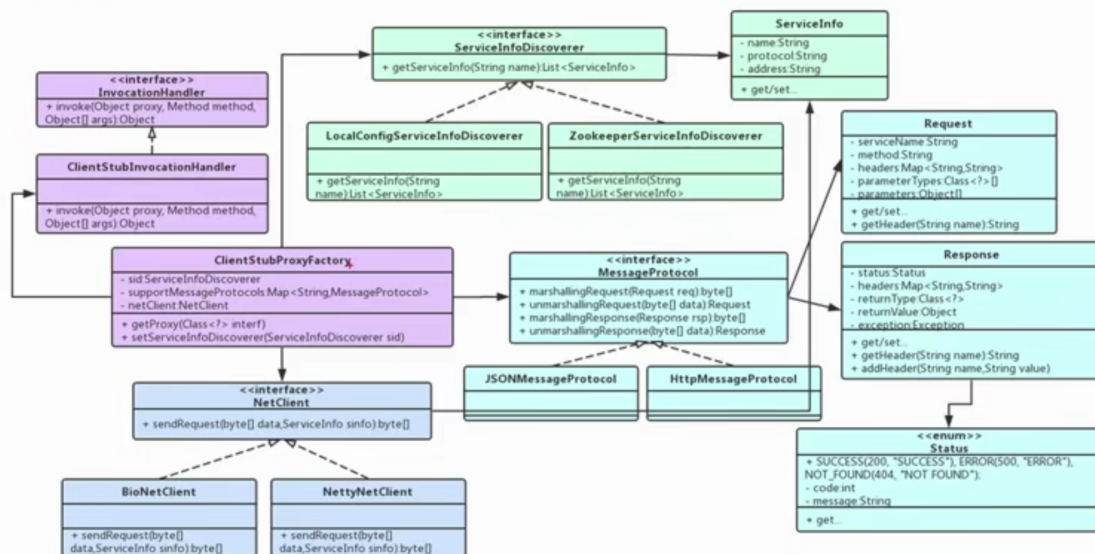 <<interface>>
InvocationHandler
+ invoke(Object proxy, Method method,
Object[] args):Object
ClientStubInvocationHandler
+ invoke(Object proxy, Method method,
Object[] args):Object
<<interface>>
ServiceInfoDiscoverer
+ getServiceInfo(String name):List<ServiceInfo>
LocalConfigServiceInfoDiscoverer
+ getServiceInfo(String
name):List<ServiceInfo>
ZookeeperServiceInfoDiscoverer
+ getServiceInfo(String
name):List<ServiceInfo>
ServiceInfo
- name:String
- protocol:String
- address:String
+ get/set...
ClientStubProxyFactory
- sid:ServiceInfoDiscoverer
- supportMessageProtocols:Map<String,MessageProtocol>
- netClient:NetClient
+ getProxy(Class<?> interf)
+ setServiceInfoDiscoverer(ServiceInfoDiscoverer sid)
<<interface>>
MessageProtocol
+ marshallingRequest(Request req):byte[]
+ unmarshallingRequest(byte[] data):Request
+ marshallingResponse(Response rsp):byte[]
+ unmarshallingResponse(byte[] data):Response
JSONMessageProtocol
HttpMessageProtocol
Request
- serviceName:String
- method:String
- headers:Map<String,String>
- parameterTypes:Class<?>[]
- parameters:Object[]
+ get/set...
+ getHeader(String name):String
Response
- status:Status
- headers:Map<String,String>
- returnType:Class<?>
- returnValue:Object
- exception:Exception
+ get/set...
+ getHeader(String name):String
+ addHeader(String name,String value)
<<enum>>
Status
+ SUCCESS(200, "SUCCESS"), ERROR(500, "ERROR"),
NOT_FOUND(404, "NOT FOUND");
- code:int
- message:String
+ get...
<<interface>>
NetClient
+ sendRequest(byte[] data,ServiceInfo sinfo):byte[]
BioNetClient
+ sendRequest(byte[]
data,ServiceInfo sinfo):byte[]
NettyNetClient
+ sendRequest(byte[]
data,ServiceInfo sinfo):byte[]